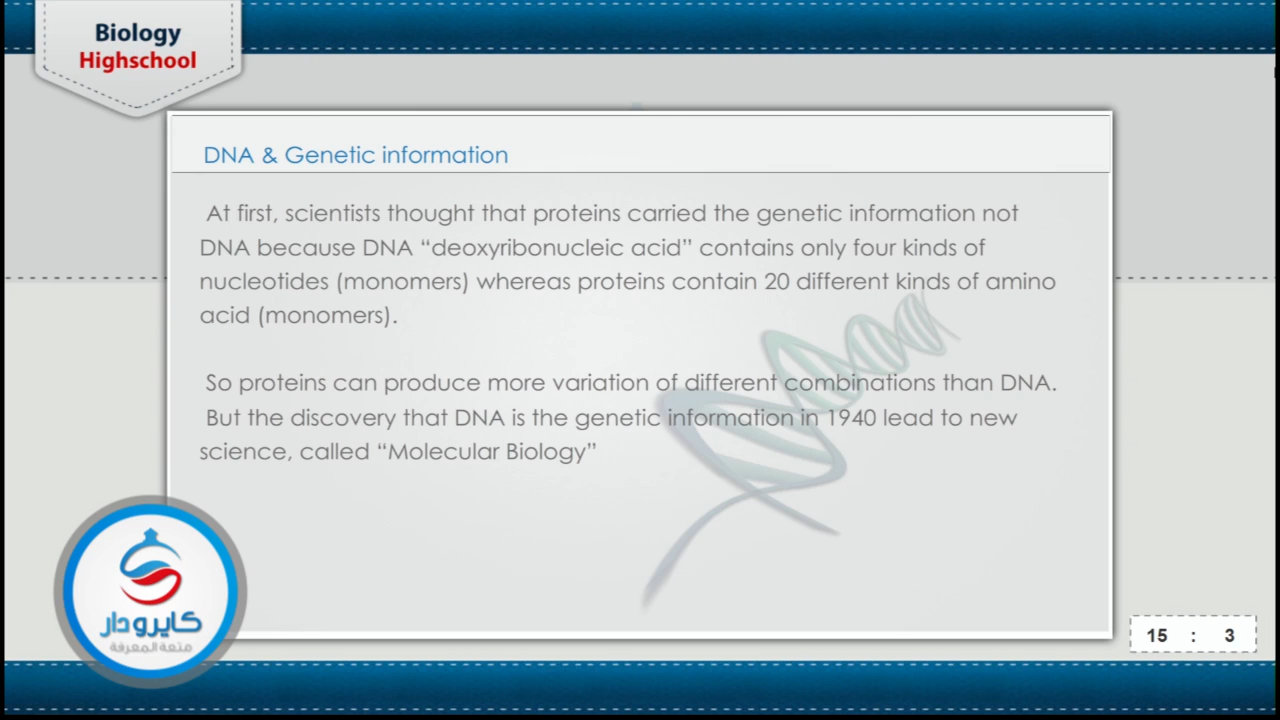 Biology
Highschool
DNA & Genetic information
At first, scientists thought that proteins carried the genetic information not
DNA because DNA “deoxyribonucleic acid” contains only four kinds of
nucleotides (monomers) whereas proteins contain 20 different kinds of amino
acid (monomers).
So proteins can produce more variation of different combinations than DNA.
But the discovery that DNA is the genetic information in 1940 lead to new
science, called “Molecular Biology”
كايرودار
متعة المعرفة
15 : 3